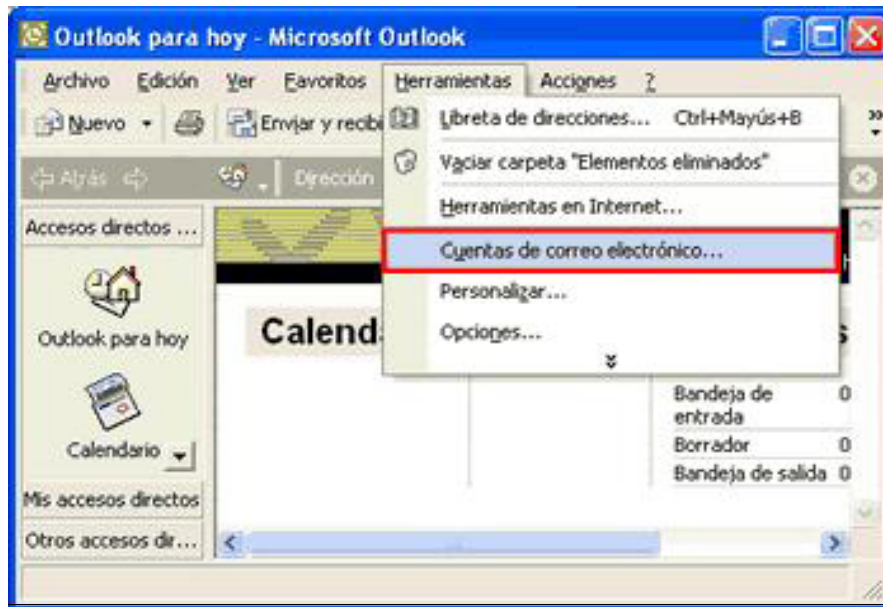 Outlook para hoy - Microsoft Outlook
Archivo Edición Ver Favoritos Herramientas Acciones ?
Nuevo Enviar y recibi
Libreta de direcciones... Ctrl+Mayús+B
Vaciar carpeta "Elementos eliminados"
Atrás Dirección
Herramientas en Internet...
Accesos directos ...
Cuentas de correo electrónico...
Personalizar...
Outlook para hoy
Calend
Opciones...
Bandeja de entrada 0
Borrador 0
Bandeja de salida 0
Calendario
Mis accesos directos
Otros accesos dir...